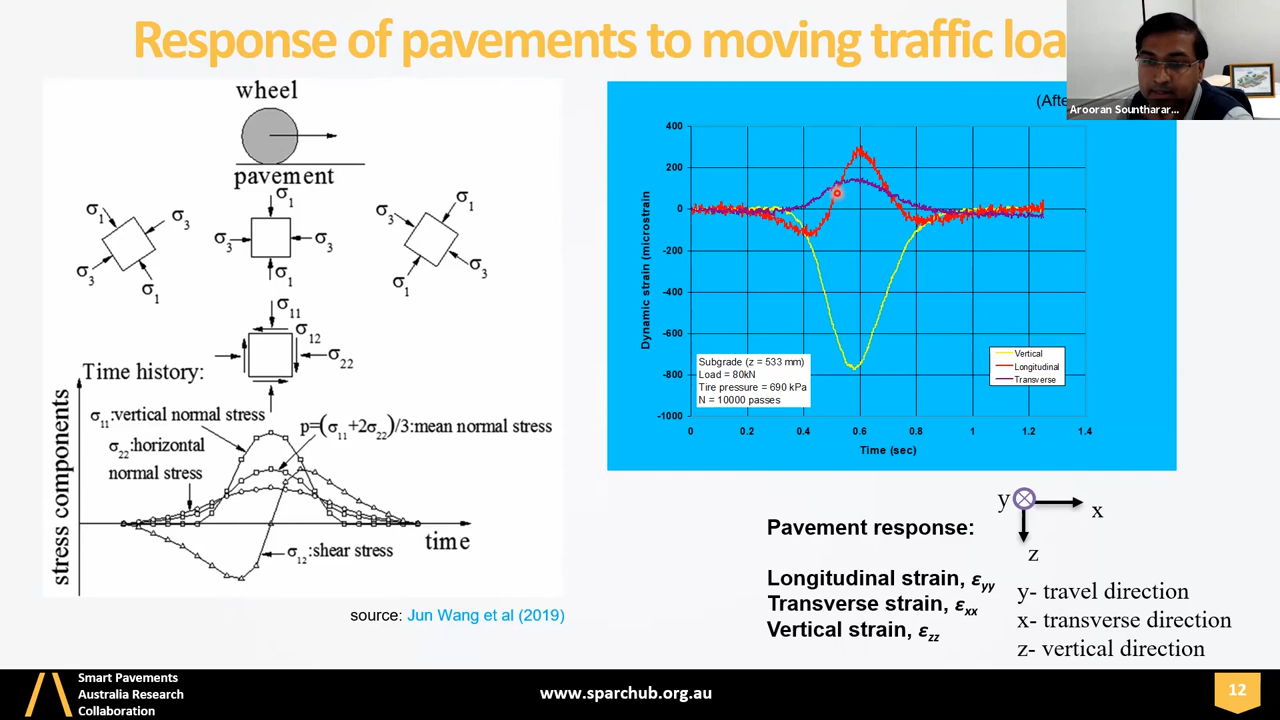 Response of pavements to moving traffic loa
wheel
pavement
σ1
σ3
σ3
σ1
σ1
σ3
σ3
σ1
σ3
σ1
σ1
σ3
σ11
σ12
σ22
Time history:
σ11:vertical normal stress
σ22:horizontal
normal stress
p=(σ11+2σ22)/3:mean normal stress
σ12:shear stress
stress components
time
source: Jun Wang et al (2019)
(Afte
Arooran Sountharar...
Dynamic strain (microstrain
400
200
0
-200
-400
-600
-800
-1000
0 0.2 0.4 0.6 0.8 1 1.2 1.4
Time (sec)
Subgrade (z = 533 mm)
Load = 80kN
Tire pressure = 690 kPa
N = 10000 passes
Vertical
Longitudinal
Transverse
Pavement response:
Longitudinal strain, εyy
Transverse strain, εxx
Vertical strain, εzz
y
x
z
y- travel direction
x- transverse direction
z- vertical direction
Smart Pavements
Australia Research
Collaboration
www.sparchub.org.au
12